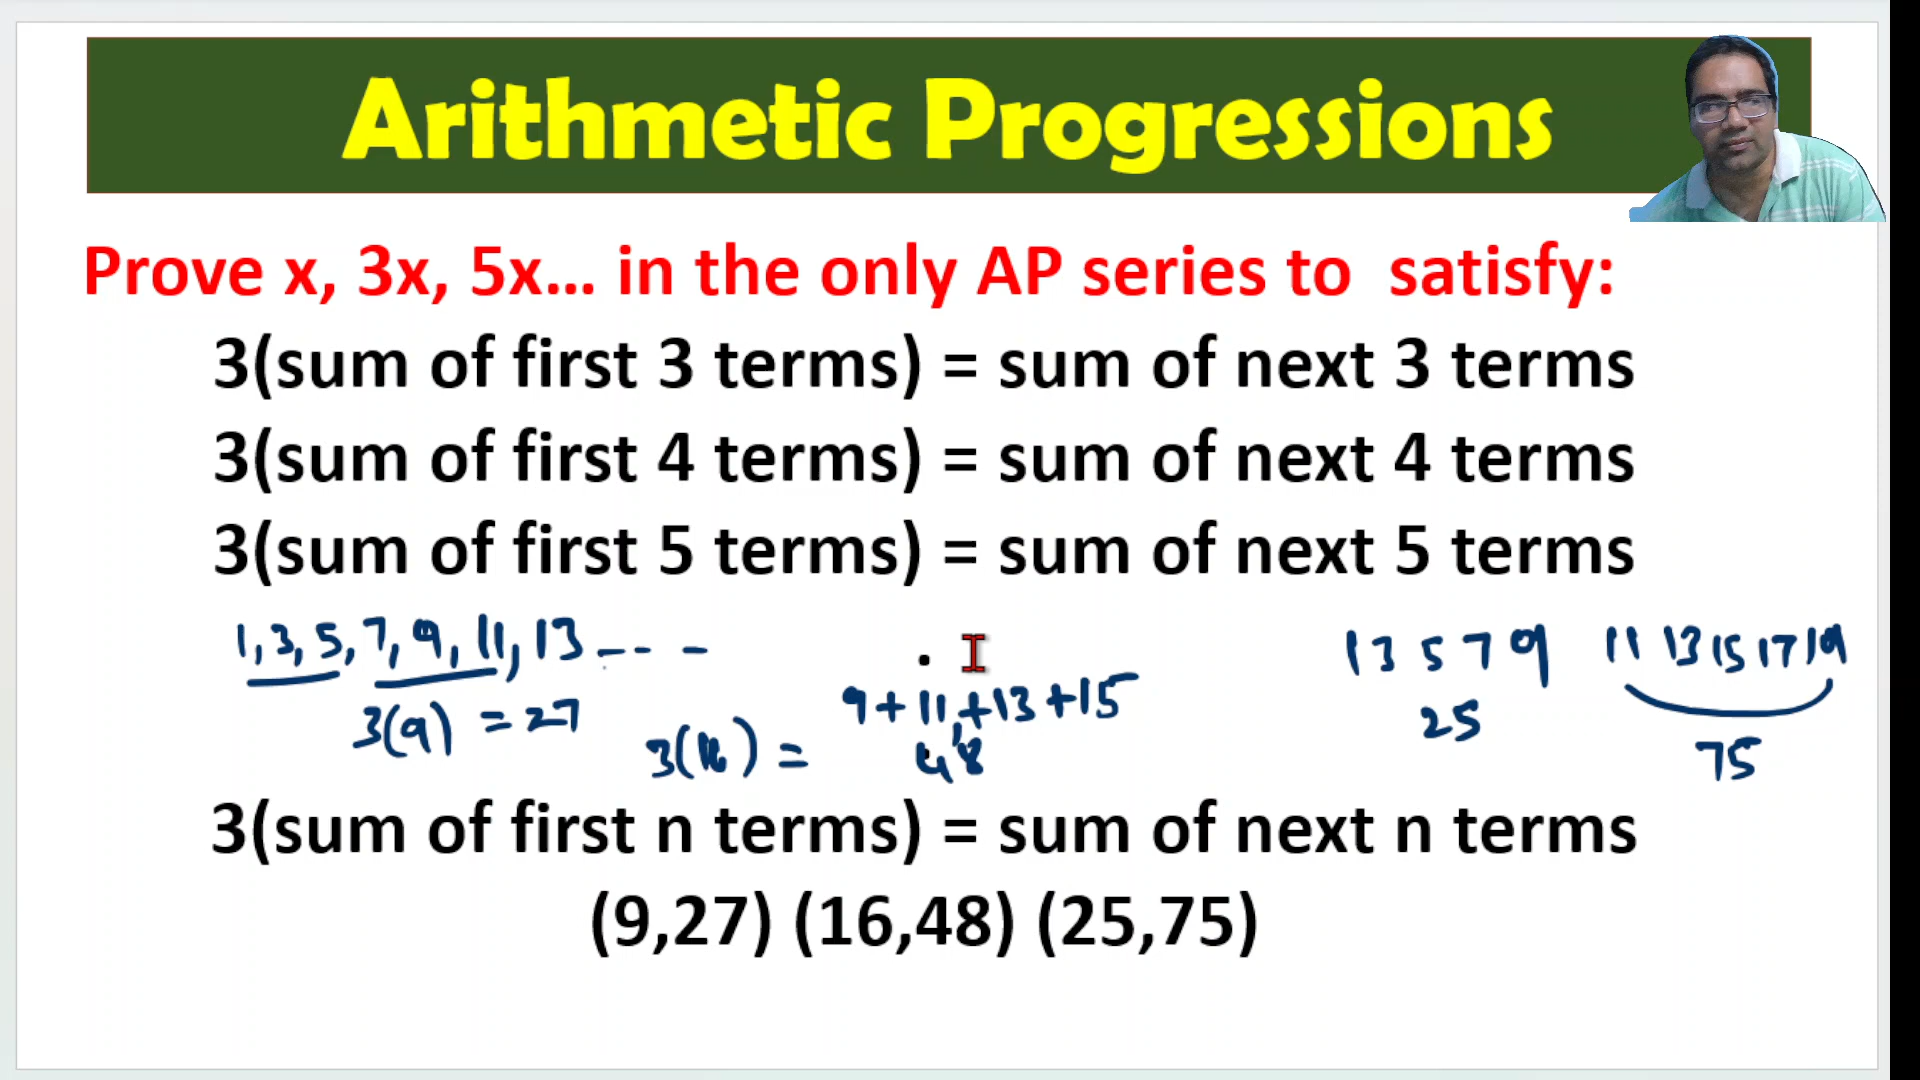 Arithmetic Progressions
Prove x, 3x, 5x... in the only AP series to satisfy:
3(sum of first 3 terms) = sum of next 3 terms
3(sum of first 4 terms) = sum of next 4 terms
3(sum of first 5 terms) = sum of next 5 terms
1, 3, 5, 7, 9, 11, 13 - - - -
3(9) = 27
9 + 11 + 13 + 15
3(16) = 48
1 3 5 7 9 11 13 15 17 19
25 75
3(sum of first n terms) = sum of next n terms
(9,27) (16,48) (25,75)